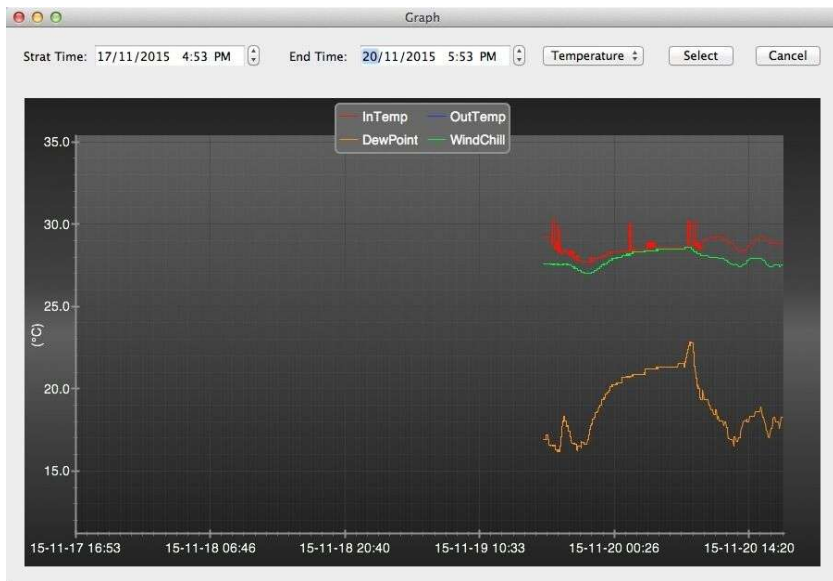 Graph
Strat Time: 17/11/2015 4:53 PM End Time: 20/11/2015 5:53 PM Temperature Select Cancel
InTemp OutTemp
DewPoint WindChill
35.0
30.0
25.0
(°C)
20.0
15.0
15-11-17 16:53 15-11-18 06:46 15-11-18 20:40 15-11-19 10:33 15-11-20 00:26 15-11-20 14:20